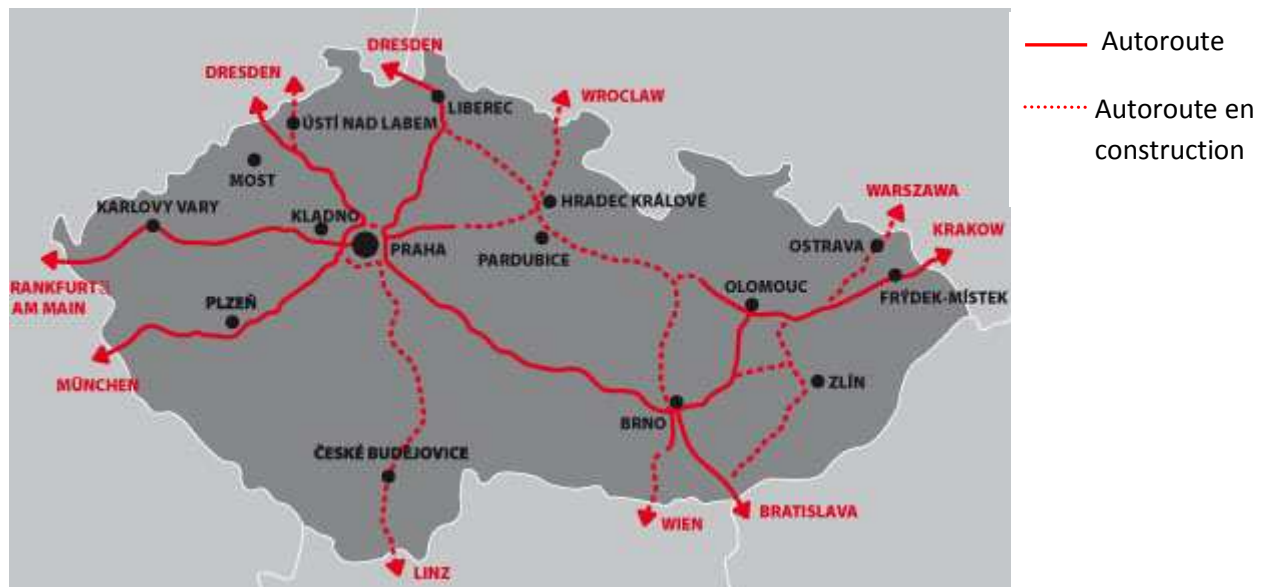 DRESDEN
DRESDEN
LIBEREC
WROCLAW
ÚSTÍ NAD LABEM
MOST
KARLOVY VARY
KLADNO
HRADEC KRÁLOVÉ
WARSZAWA
PRAHA
PARDUBICE
OSTRAVA
KRAKOW
RANKFURTEL
AM MAIN
PLZEŇ
OLOMOUC
FRÝDEK-MÍSTEK
MÜNCHEN
ZLÍN
BRNO
ČESKÉ BUDĚJOVICE
WIEN
BRATISLAVA
LINZ
Autoroute
Autoroute en
construction